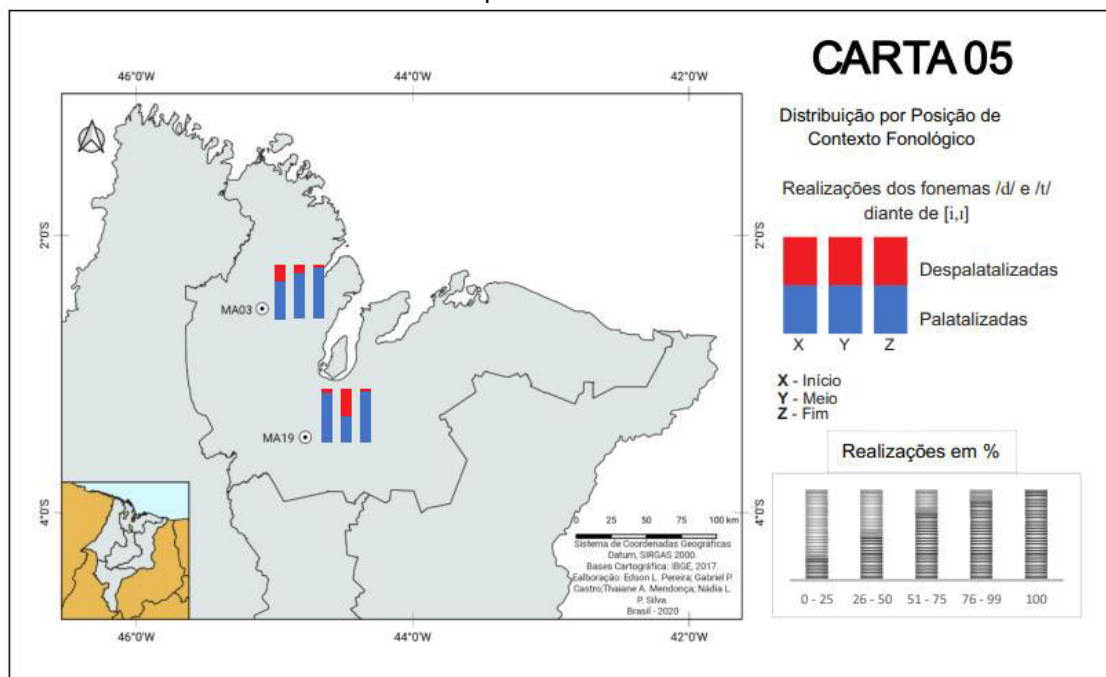 CARTA 05
Distribuição por Posição de
Contexto Fonológico
Realizações dos fonemas /d/ e /t/
diante de [i,ɪ]
Despalatalizadas
Palatalizadas
X Y Z
X - Início
Y - Meio
Z - Fim
Realizações em %
0 - 25 26 - 50 51 - 75 76 - 99 100
46°0'W 44°0'W 42°0'W
2°0'S 2°0'S
MA03
MA19
4°0'S 4°0'S
0 25 50 75 100 km
Sistema de Coordenadas Geográficas
Datum, SIRGAS 2000.
Bases Cartográfica: IBGE, 2017.
Ealboração: Edson L. Pereira; Gabriel P.
Castro;Thaiane A. Mendonça; Nádia L.
P. Silva.
Brasil - 2020
46°0'W 44°0'W 42°0'W